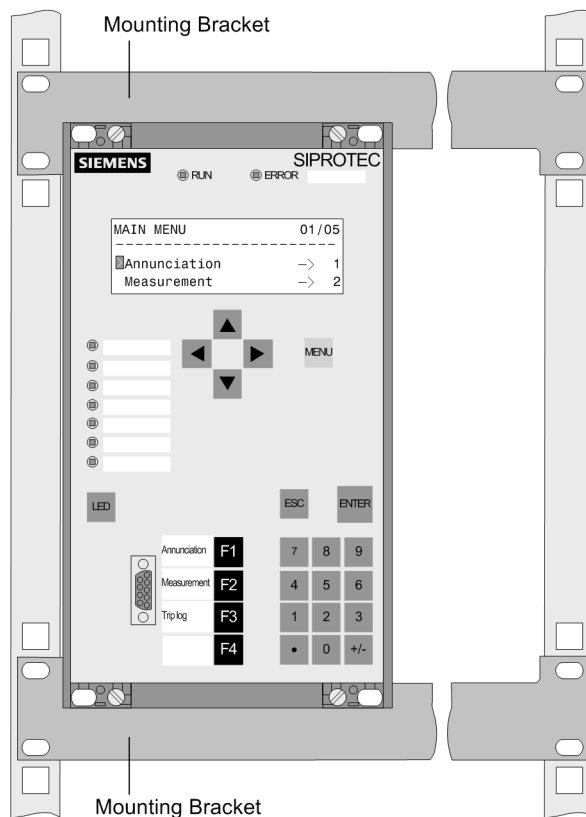 Mounting Bracket
SIEMENS
SIPROTEC
RUN
ERROR
MAIN MENU 01/05
---------------------
Annunciation —> 1
Measurement —> 2
MENU
LED
ESC
ENTER
Annunciation F1 7 8 9
Measurement F2 4 5 6
Trip log F3 1 2 3
F4 • 0 +/-
Mounting Bracket